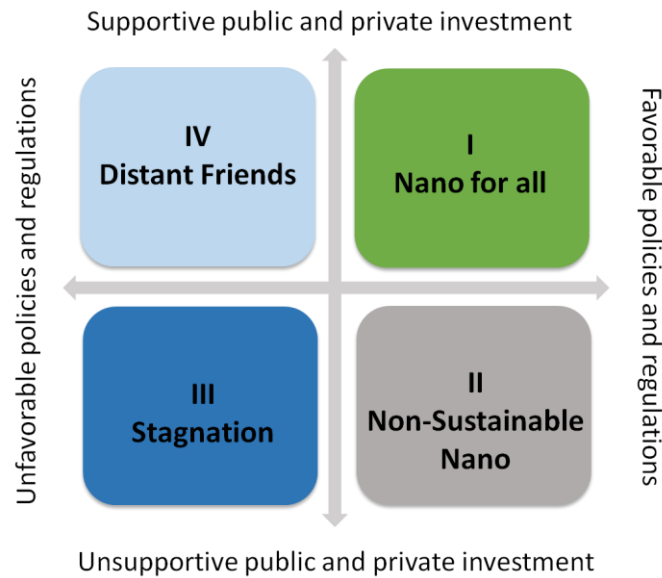 Supportive public and private investment
Unfavorable policies and regulations
IV
Distant Friends
I
Nano for all
Favorable policies and regulations
III
Stagnation
II
Non-Sustainable
Nano
Unsupportive public and private investment